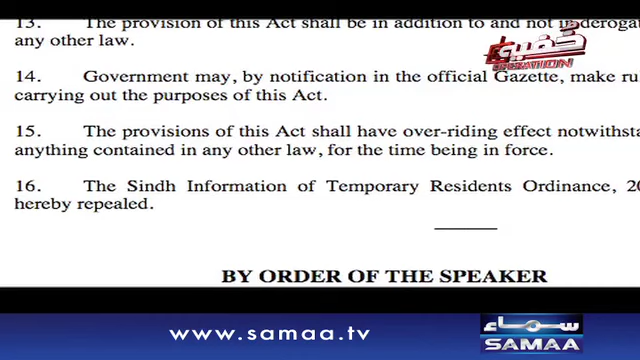 13. The provision of this Act shall be in addition to and not in
any other law.
خفیہ
OPERATION
14. Government may, by notification in the official Gazette, make
carrying out the purposes of this Act.
15. The provisions of this Act shall have over-riding effect
anything contained in any other law, for the time being in force.
16. The Sindh Information of Temporary Residents Ordinance,
hereby repealed.
BY ORDER OF THE SPEAKER
www.samaa.tv
سماء
SAMAA